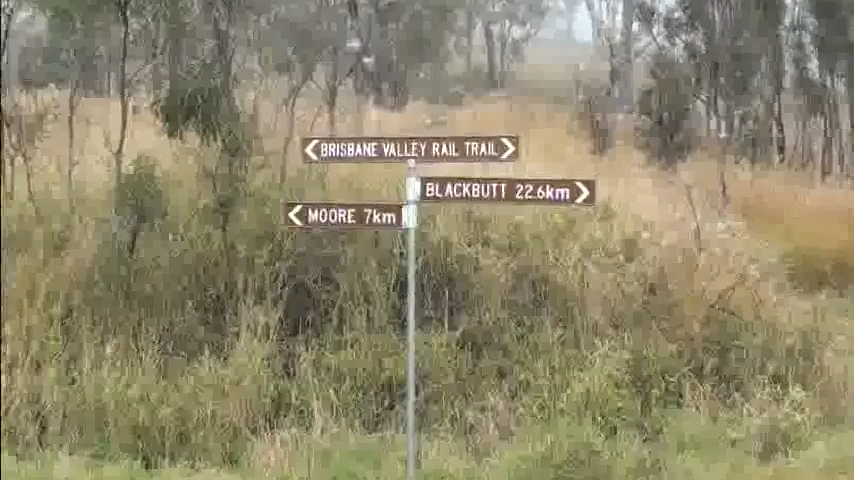 BRISBANE VALLEY RAIL TRAIL
BLACKBUTT 22.6km
MOORE 7km